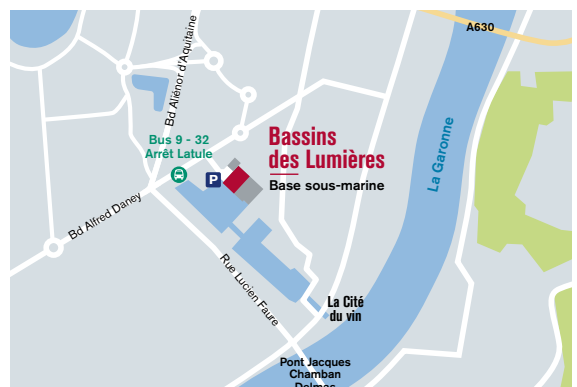 A630
Bd Aliénor d'Aquitaine
Bus 9 - 32
Arrêt Latule
P
Bassins
des Lumières
Base sous-marine
La Garonne
Bd Alfred Daney
Rue Lucien Faure
La Cité
du vin
Pont Jacques
Chaban
Delmas